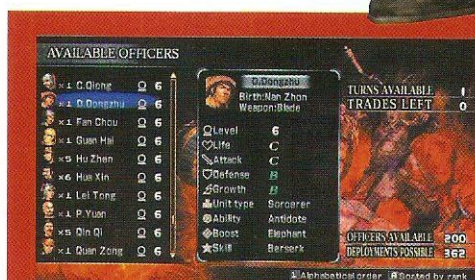 AVAILABLE OFFICERS
×1 C.Qiong 6
×1 D.Dongzhu 6
×1 Fan Chou 6
×1 Guan Hai 6
×5 Hu Zhen 6
×6 Hua Xin 6
×1 Lei Tong 6
×1 P.Yuan 6
×5 Qin Qi 6
×1 Quan Zong 6
D.Dongzhu
Birth:Nan Zhon
Weapon:Blade
Level 6
Life C
Attack C
Defense B
Growth B
Unit type Sorcerer
Ability Antidote
Boost Elephant
Skill Berserk
TURNS AVAILABLE 1
TRADES LEFT 0
OFFICERS AVAILABLE 200
DEPLOYMENTS POSSIBLE 362
Alphabetical order Sorted by rank